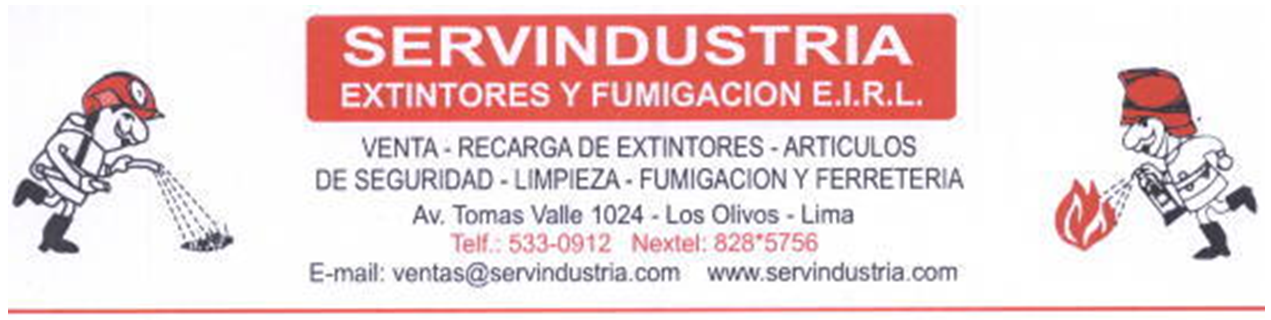 SERVINDUSTRIA
EXTINTORES Y FUMIGACION E.I.R.L.
VENTA - RECARGA DE EXTINTORES - ARTICULOS
DE SEGURIDAD - LIMPIEZA - FUMIGACION Y FERRETERIA
Av. Tomas Valle 1024 - Los Olivos - Lima
Telf.: 533-0912 Nextel: 828*5756
E-mail: ventas@servindustria.com www.servindustria.com